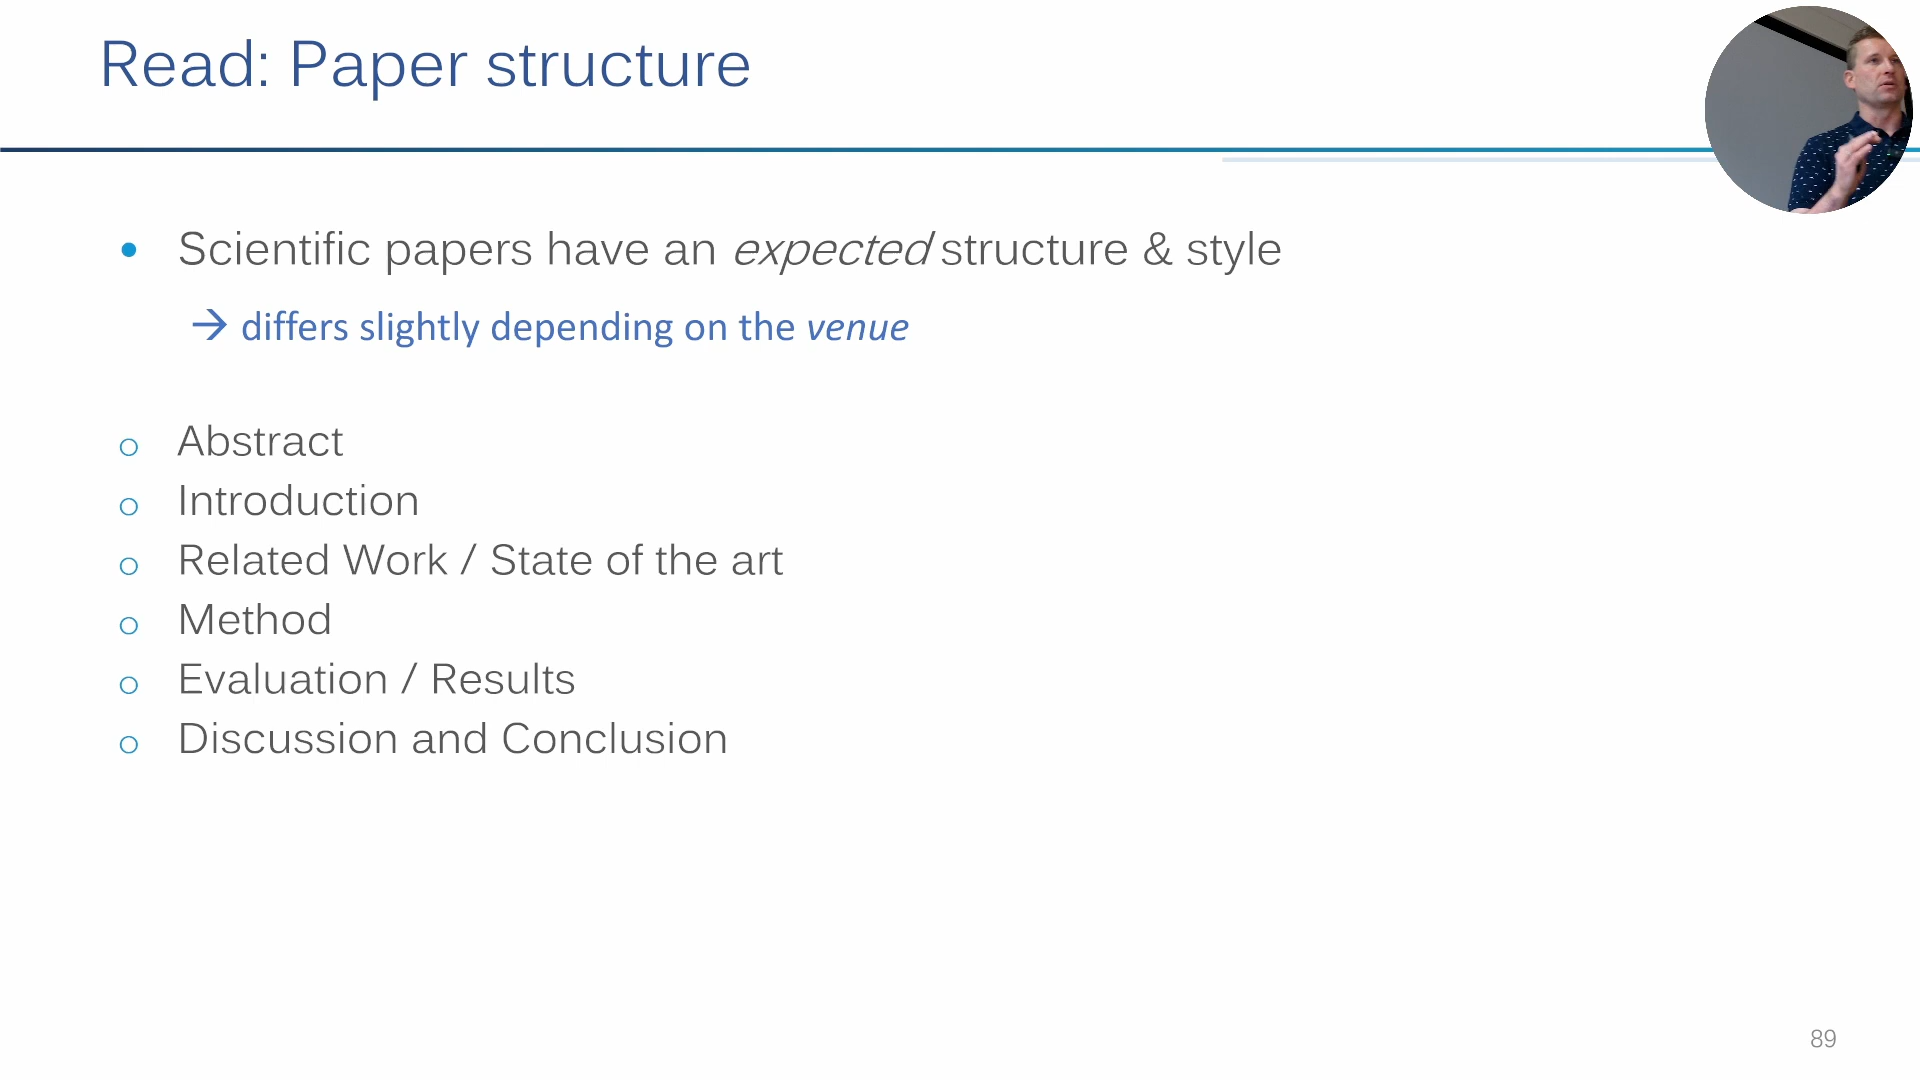 Read: Paper structure
• Scientific papers have an expected structure & style
→ differs slightly depending on the venue
o Abstract
o Introduction
o Related Work / State of the art
o Method
o Evaluation / Results
o Discussion and Conclusion
89